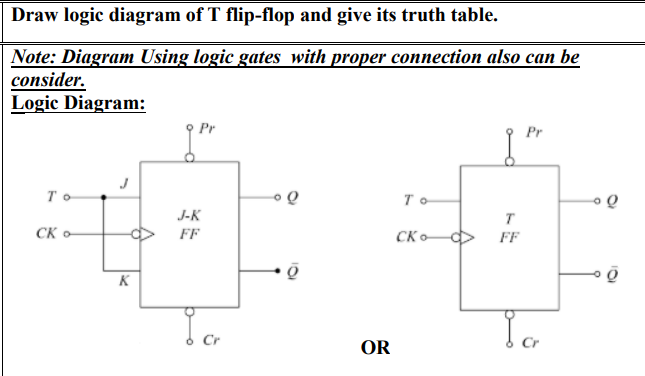 Draw logic diagram of T flip-flop and give its truth table.
Note: Diagram Using logic gates with proper connection also can be
consider.
Logic Diagram:
Pr
T
J
J-K
FF
CK
K
Q
Q̄
Cr
OR
Pr
T
T
FF
CK
Q
Q̄
Cr